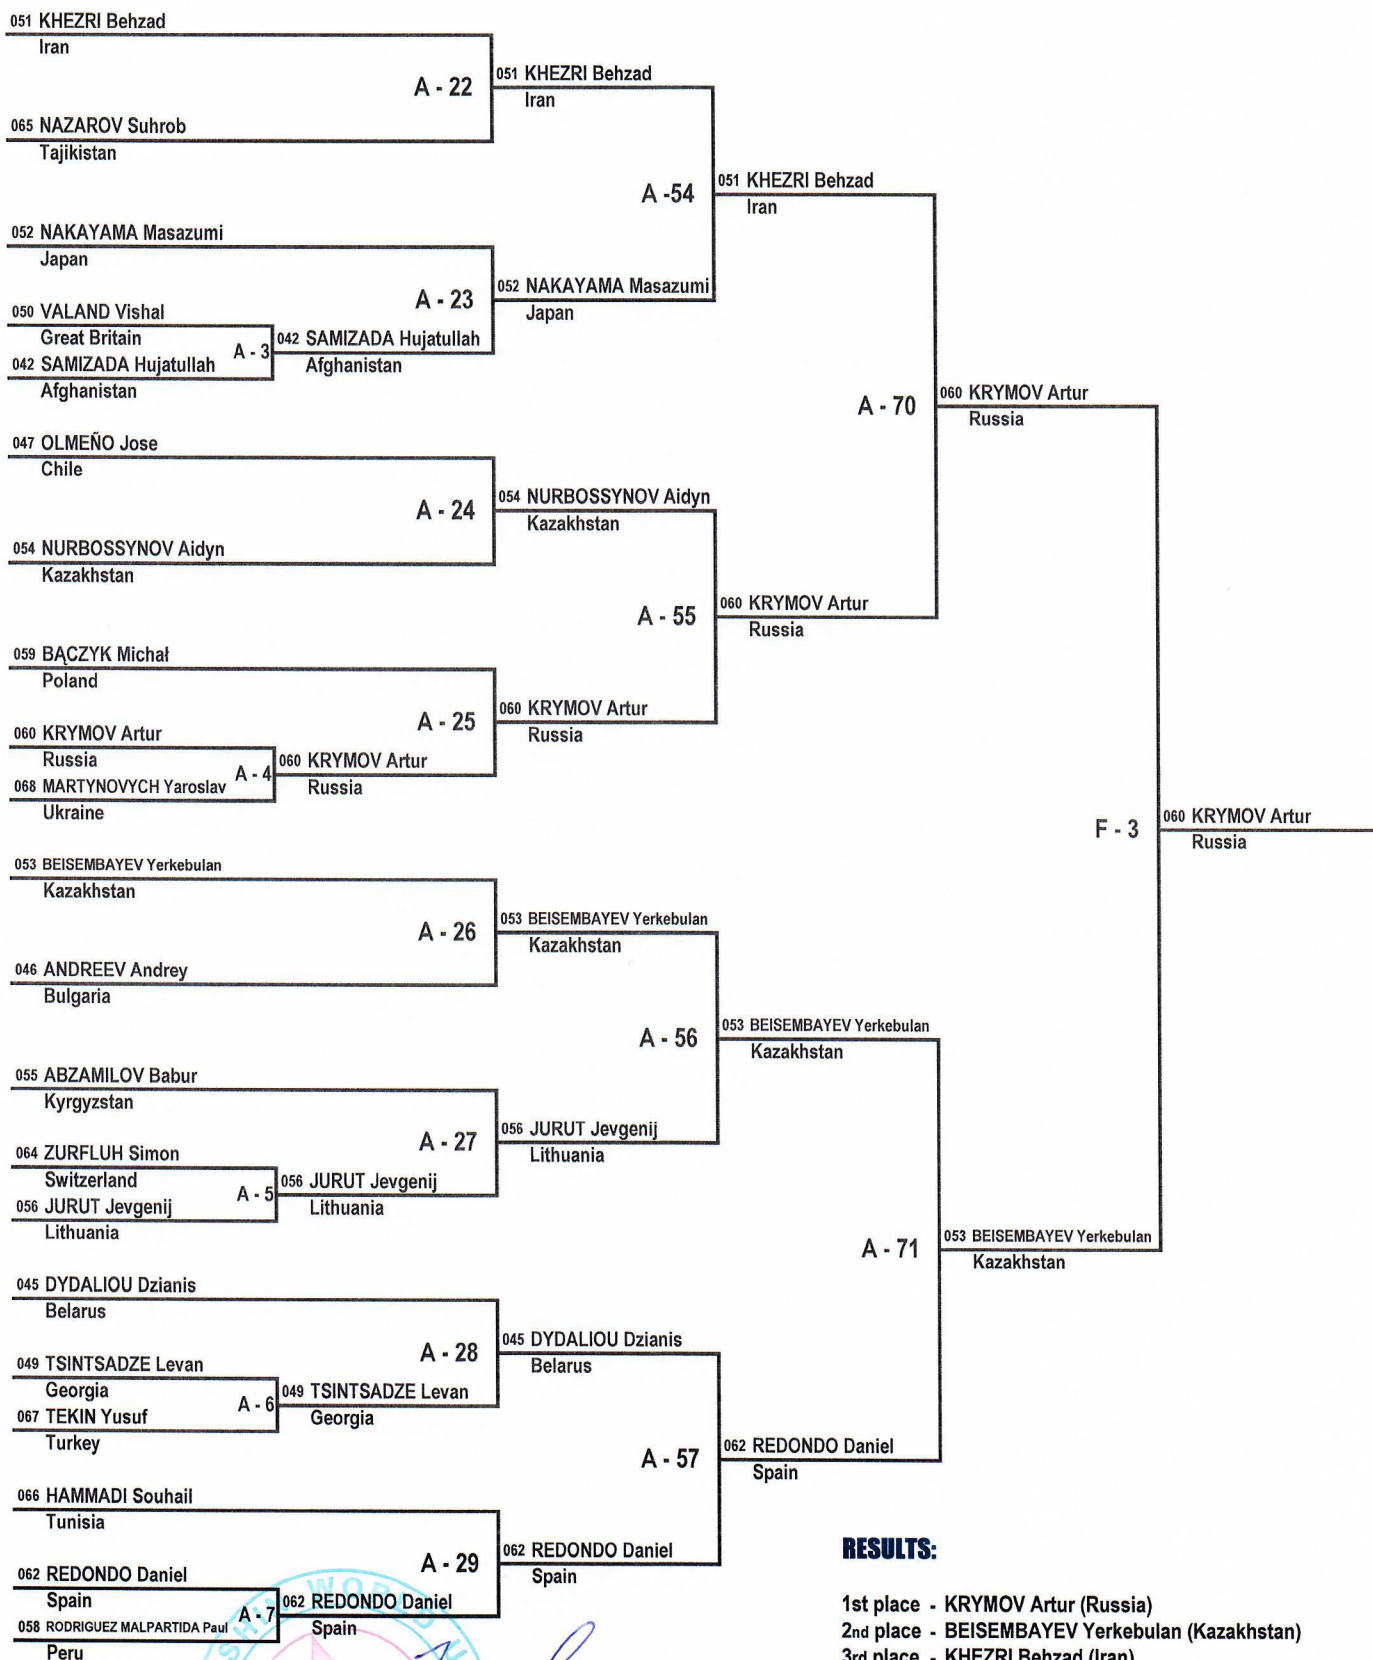 051 KHEZRI Behzad
Iran
A - 22
051 KHEZRI Behzad
Iran
065 NAZAROV Suhrob
Tajikistan
A -54
051 KHEZRI Behzad
Iran
052 NAKAYAMA Masazumi
Japan
A - 23
052 NAKAYAMA Masazumi
Japan
050 VALAND Vishal
Great Britain
A - 3
042 SAMIZADA Hujatullah
Afghanistan
042 SAMIZADA Hujatullah
Afghanistan
A - 70
060 KRYMOV Artur
Russia
047 OLMEÑO Jose
Chile
A - 24
054 NURBOSSYNOV Aidyn
Kazakhstan
054 NURBOSSYNOV Aidyn
Kazakhstan
A - 55
060 KRYMOV Artur
Russia
059 BĄCZYK Michał
Poland
A - 25
060 KRYMOV Artur
Russia
060 KRYMOV Artur
Russia
A - 4
060 KRYMOV Artur
Russia
068 MARTYNOVYCH Yaroslav
Ukraine
F - 3
060 KRYMOV Artur
Russia
053 BEISEMBAYEV Yerkebulan
Kazakhstan
A - 26
053 BEISEMBAYEV Yerkebulan
Kazakhstan
046 ANDREEV Andrey
Bulgaria
A - 56
053 BEISEMBAYEV Yerkebulan
Kazakhstan
055 ABZAMILOV Babur
Kyrgyzstan
A - 27
056 JURUT Jevgenij
Lithuania
064 ZURFLUH Simon
Switzerland
A - 5
056 JURUT Jevgenij
Lithuania
056 JURUT Jevgenij
Lithuania
A - 71
053 BEISEMBAYEV Yerkebulan
Kazakhstan
045 DYDALIOU Dzianis
Belarus
A - 28
045 DYDALIOU Dzianis
Belarus
049 TSINTSADZE Levan
Georgia
A - 6
049 TSINTSADZE Levan
Georgia
067 TEKIN Yusuf
Turkey
A - 57
062 REDONDO Daniel
Spain
066 HAMMADI Souhail
Tunisia
A - 29
062 REDONDO Daniel
Spain
062 REDONDO Daniel
Spain
A - 7
062 REDONDO Daniel
Spain
058 RODRIGUEZ MALPARTIDA Paul
Peru
WORLD
RESULTS:
1st place - KRYMOV Artur (Russia)
2nd place - BEISEMBAYEV Yerkebulan (Kazakhstan)
3rd place - KHEZRI Behzad (Iran)